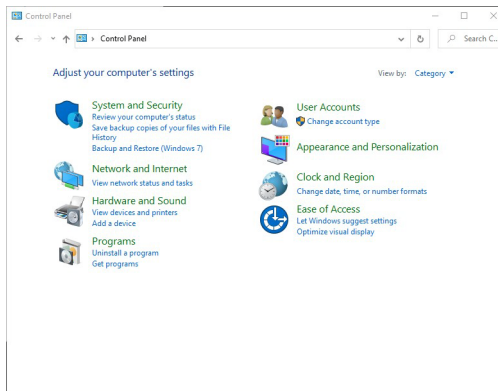 Control Panel
Control Panel
Search C...
Adjust your computer's settings
View by: Category
System and Security
Review your computer's status
Save backup copies of your files with File
History
Backup and Restore (Windows 7)
Network and Internet
View network status and tasks
Hardware and Sound
View devices and printers
Add a device
Programs
Uninstall a program
Get programs
User Accounts
Change account type
Appearance and Personalization
Clock and Region
Change date, time, or number formats
Ease of Access
Let Windows suggest settings
Optimize visual display